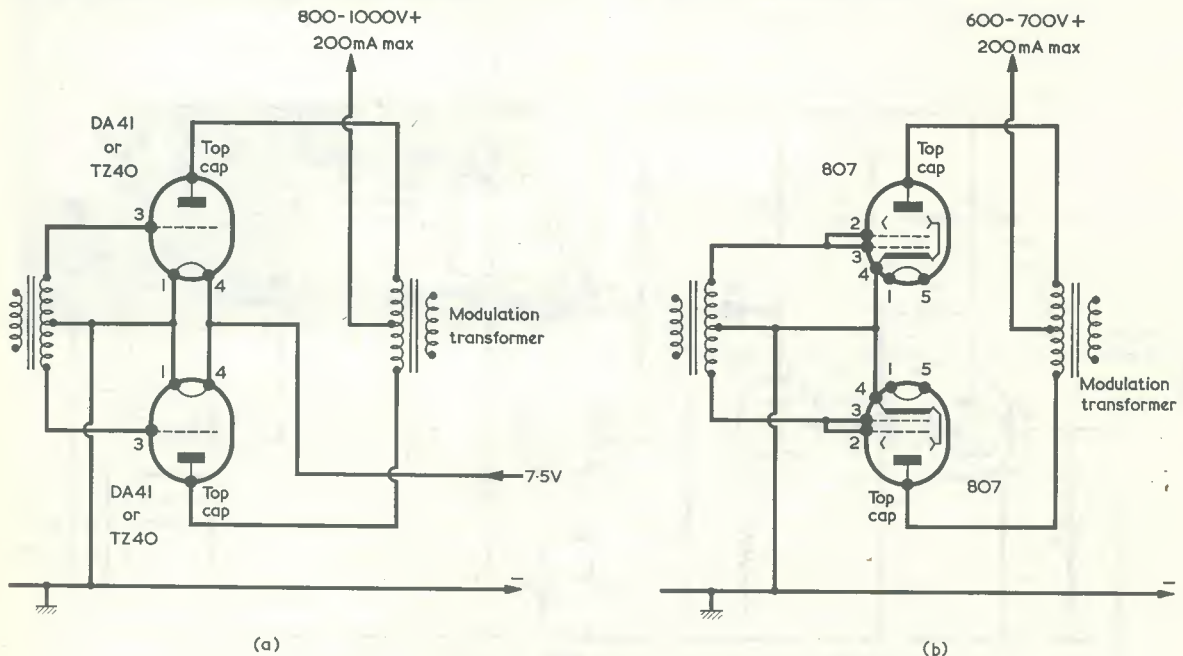 800-1000V+
200mA max
DA41
or
TZ40
Top
cap
3
1
4
1
4
3
Modulation
transformer
7·5V
DA41
or
TZ40
Top
cap
−
(a)
600-700V+
200mA max
807
Top
cap
2
3
4
1
5
1
5
4
3
2
Modulation
transformer
807
Top
cap
−
(b)